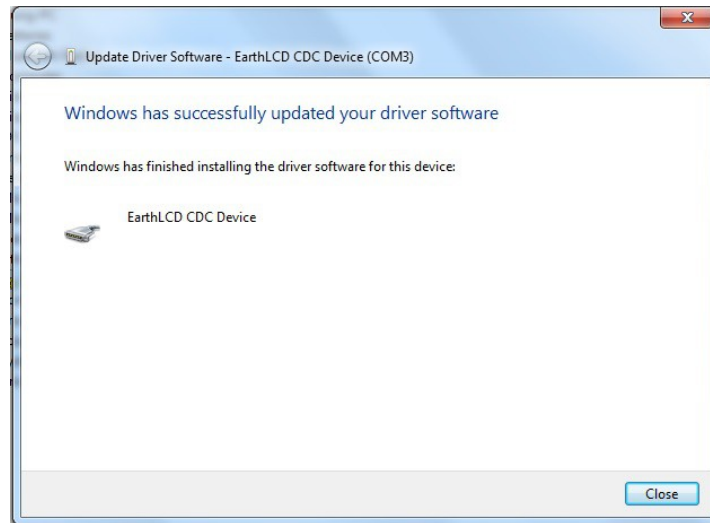 Update Driver Software - EarthLCD CDC Device (COM3)
Windows has successfully updated your driver software
Windows has finished installing the driver software for this device:
EarthLCD CDC Device
Close